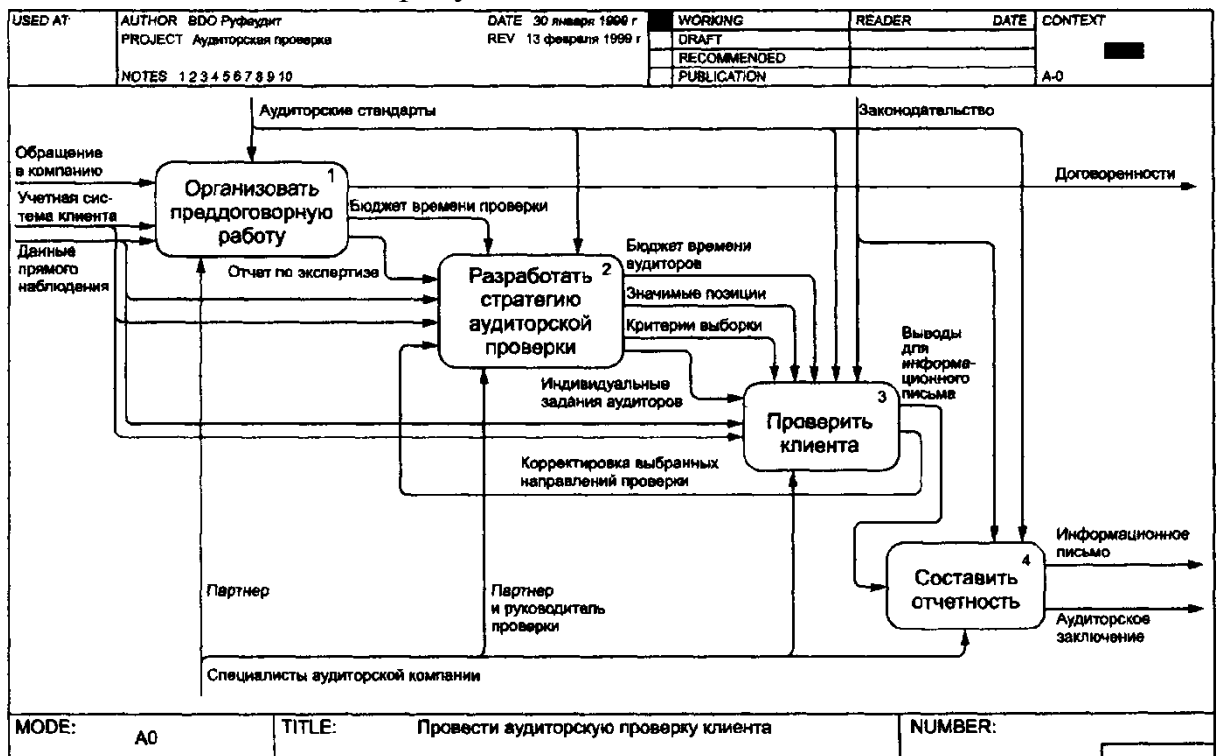 USED AT:
AUTHOR BDO Руфаудит
DATE 30 января 1999 г
WORKING
READER
DATE
CONTEXT
PROJECT Аудиторская проверка
REV 13 февраля 1999 г
DRAFT
RECOMMENDED
NOTES 1 2 3 4 5 6 7 8 9 10
PUBLICATION
A-0
Аудиторские стандарты
Законодательство
Обращение
в компанию
Учетная сис-
тема клиента
Данные
прямого
наблюдения
1
Организовать
преддоговорную
работу
Договоренности
Бюджет времени проверки
Отчет по экспертизе
2
Разработать
стратегию
аудиторской
проверки
Бюджет времени
аудиторов
Значимые позиции
Критерии выборки
Индивидуальные
задания аудиторов
Выводы
для
информа-
ционного
письма
3
Проверить
клиента
Корректировка выбранных
направлений проверки
4
Составить
отчетность
Информационное
письмо
Аудиторское
заключение
Партнер
Партнер
и руководитель
проверки
Специалисты аудиторской компании
MODE:
A0
TITLE:
Провести аудиторскую проверку клиента
NUMBER: